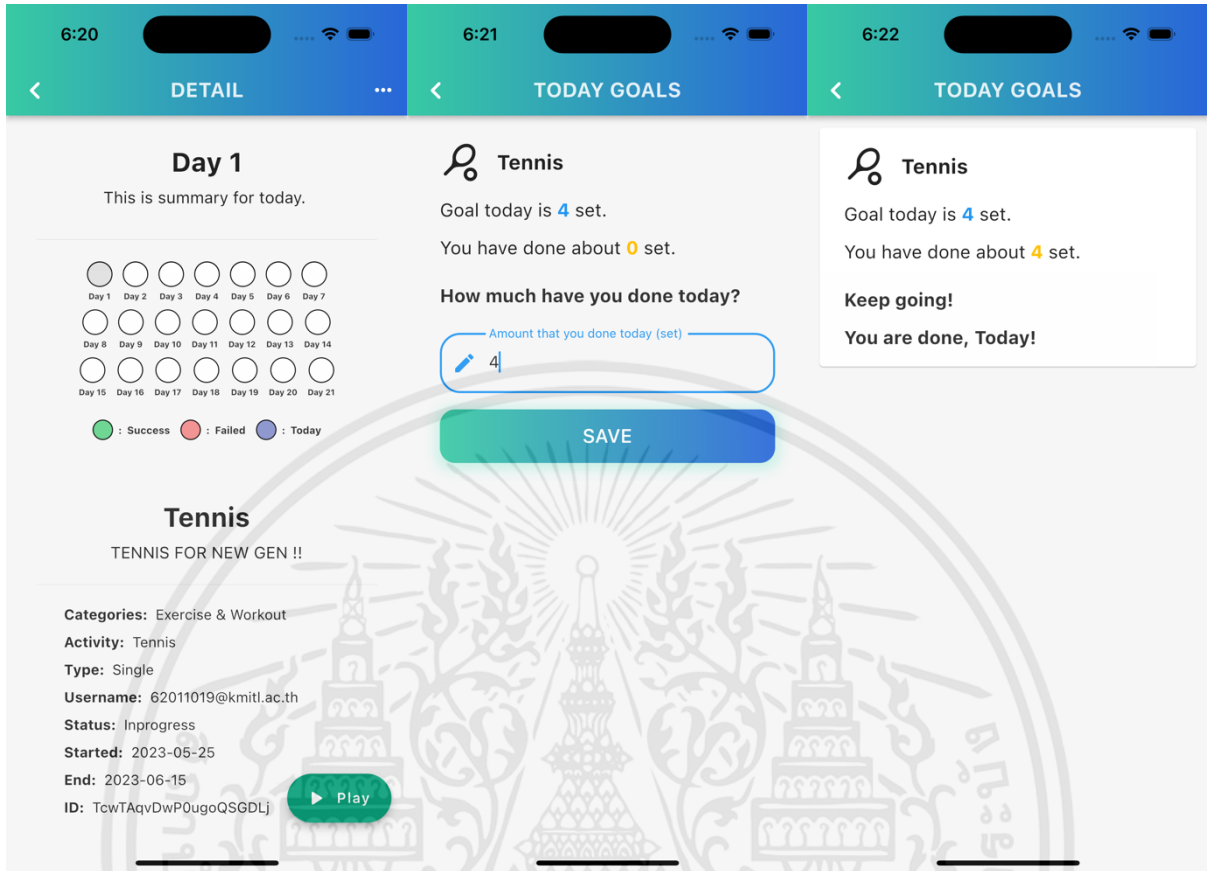 6:20
DETAIL
Day 1
This is summary for today.
Day 1 Day 2 Day 3 Day 4 Day 5 Day 6 Day 7
Day 8 Day 9 Day 10 Day 11 Day 12 Day 13 Day 14
Day 15 Day 16 Day 17 Day 18 Day 19 Day 20 Day 21
: Success : Failed : Today
Tennis
TENNIS FOR NEW GEN !!
Categories: Exercise & Workout
Activity: Tennis
Type: Single
Username: 62011019@kmitl.ac.th
Status: Inprogress
Started: 2023-05-25
End: 2023-06-15
ID: TcwTAqvDwP0ugoQSGDLj
Play
6:21
TODAY GOALS
Tennis
Goal today is 4 set.
You have done about 0 set.
How much have you done today?
Amount that you done today (set)
4
SAVE
6:22
TODAY GOALS
Tennis
Goal today is 4 set.
You have done about 4 set.
Keep going!
You are done, Today!